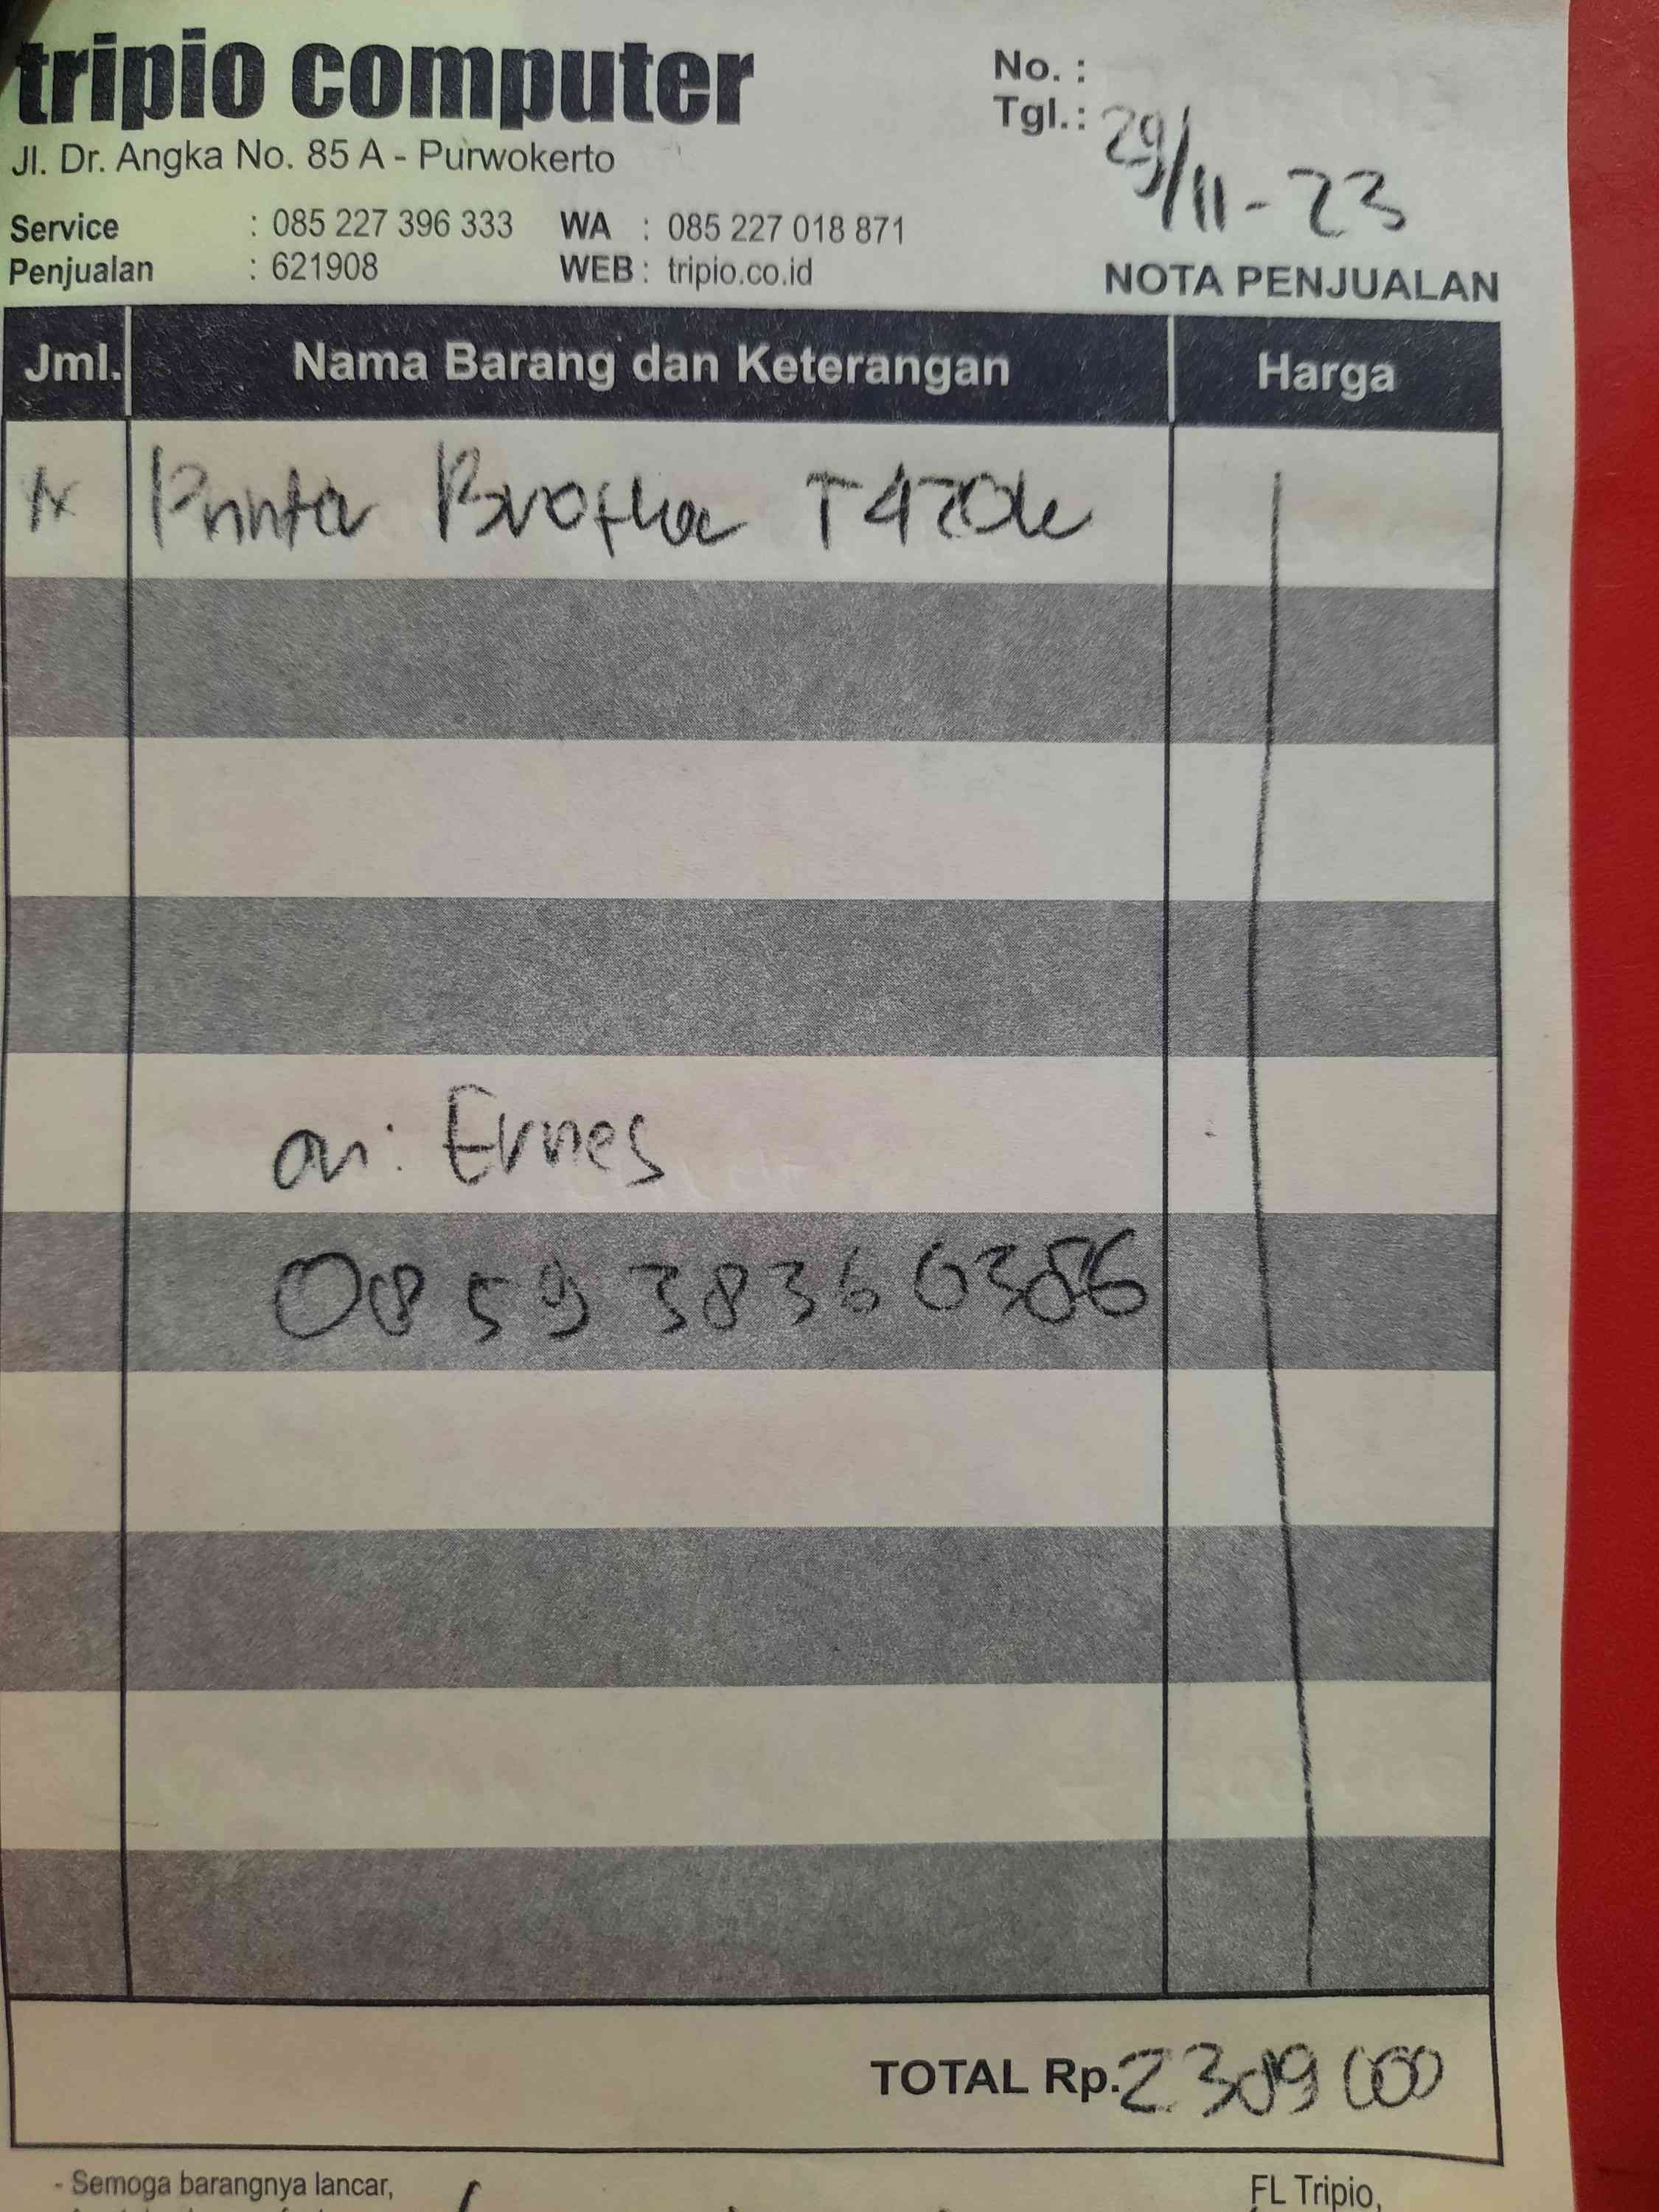 tripio computer
Jl. Dr. Angka No. 85 A - Purwokerto
Service : 085 227 396 333 WA : 085 227 018 871
Penjualan : 621908 WEB : tripio.co.id
No. :
Tgl. : 29/11-23
NOTA PENJUALAN
Jml. Nama Barang dan Keterangan Harga
1x Printer Brother T420w
an: Ernes
TOTAL Rp.
- Semoga barangnya lancar,
FL Tripio,